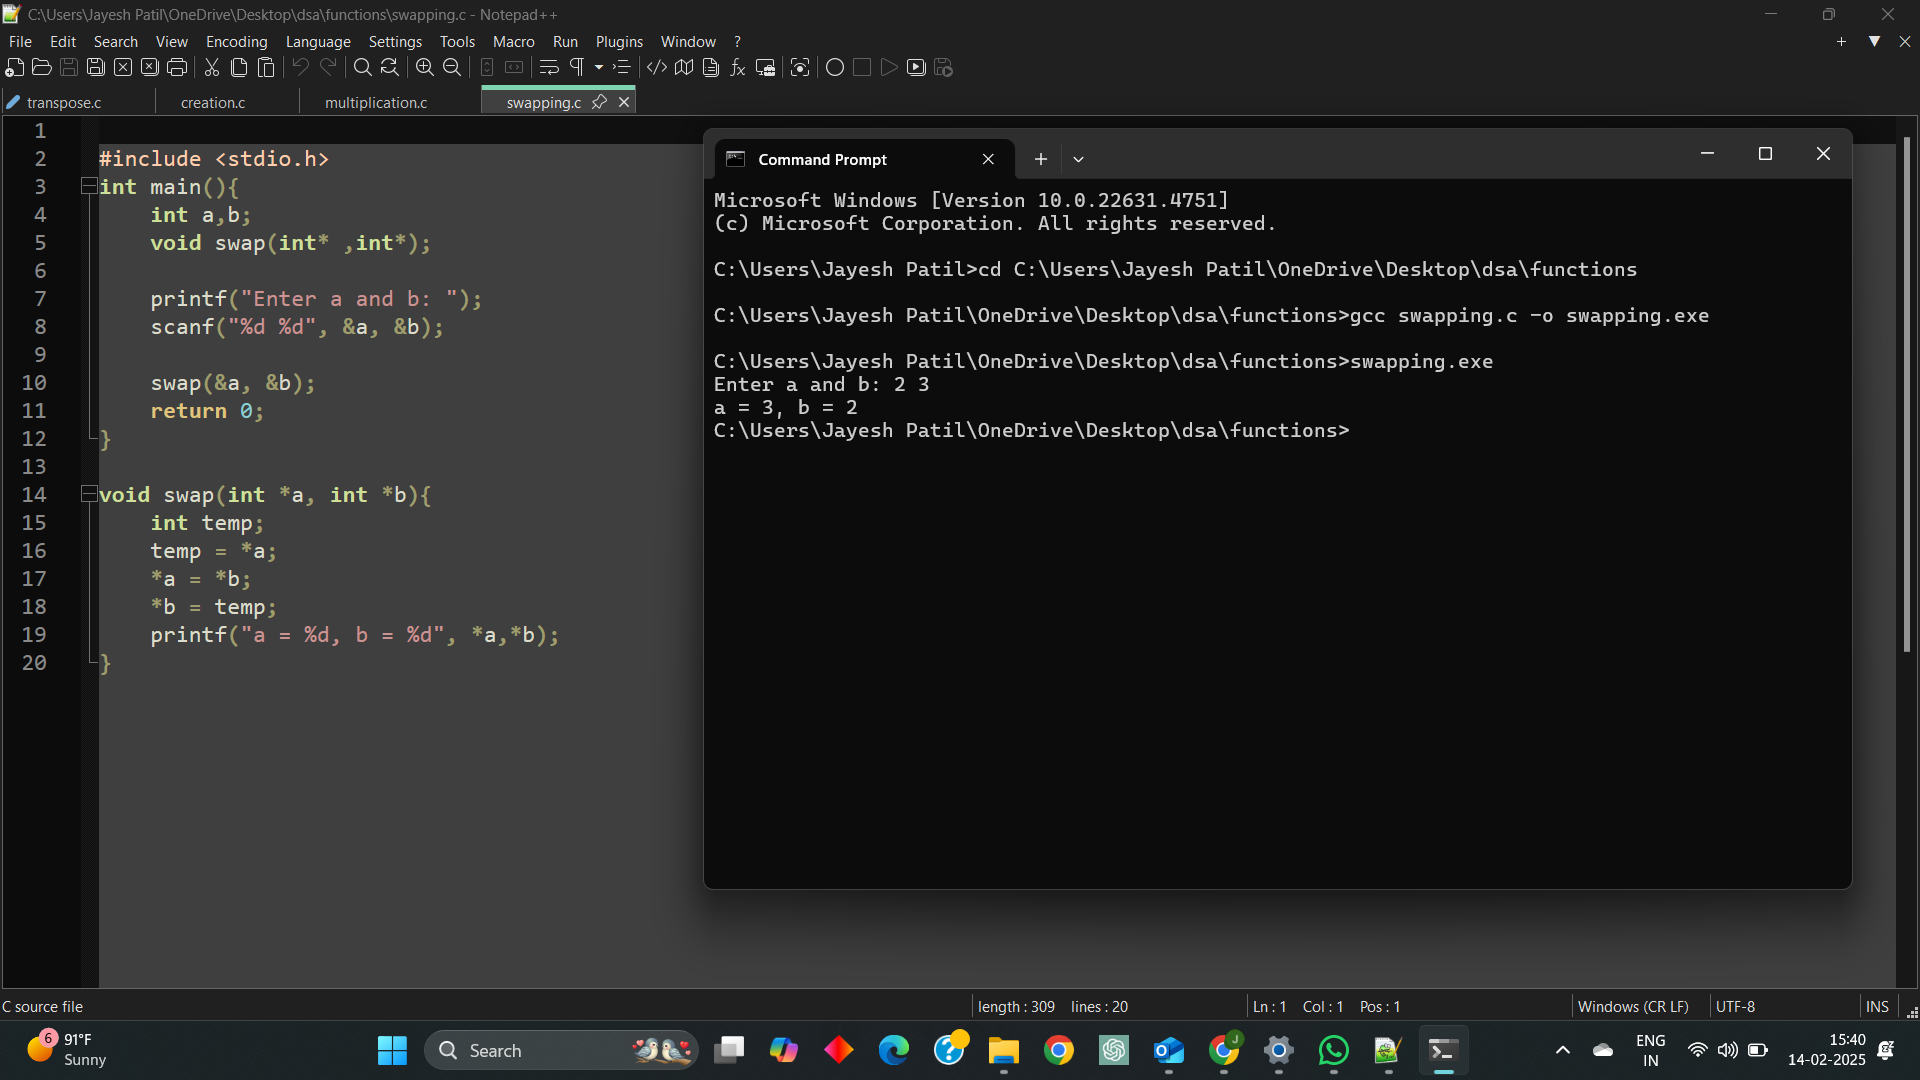 C:\Users\Jayesh Patil\OneDrive\Desktop\dsa\functions\swapping.c - Notepad++
File Edit Search View Encoding Language Settings Tools Macro Run Plugins Window ?
transpose.c creation.c multiplication.c swapping.c
1
2 #include <stdio.h>
3 int main(){
4 int a,b;
5 void swap(int* ,int*);
6
7 printf("Enter a and b: ");
8 scanf("%d %d", &a, &b);
9
10 swap(&a, &b);
11 return 0;
12 }
13
14 void swap(int *a, int *b){
15 int temp;
16 temp = *a;
17 *a = *b;
18 *b = temp;
19 printf("a = %d, b = %d", *a,*b);
20 }
Command Prompt
Microsoft Windows [Version 10.0.22631.4751]
(c) Microsoft Corporation. All rights reserved.
C:\Users\Jayesh Patil>cd C:\Users\Jayesh Patil\OneDrive\Desktop\dsa\functions
C:\Users\Jayesh Patil\OneDrive\Desktop\dsa\functions>gcc swapping.c -o swapping.exe
C:\Users\Jayesh Patil\OneDrive\Desktop\dsa\functions>swapping.exe
Enter a and b: 2 3
a = 3, b = 2
C:\Users\Jayesh Patil\OneDrive\Desktop\dsa\functions>
C source file length : 309 lines : 20 Ln : 1 Col : 1 Pos : 1 Windows (CR LF) UTF-8 INS
6 91°F
Sunny
Search
J
ENG
IN
15:40
14-02-2025